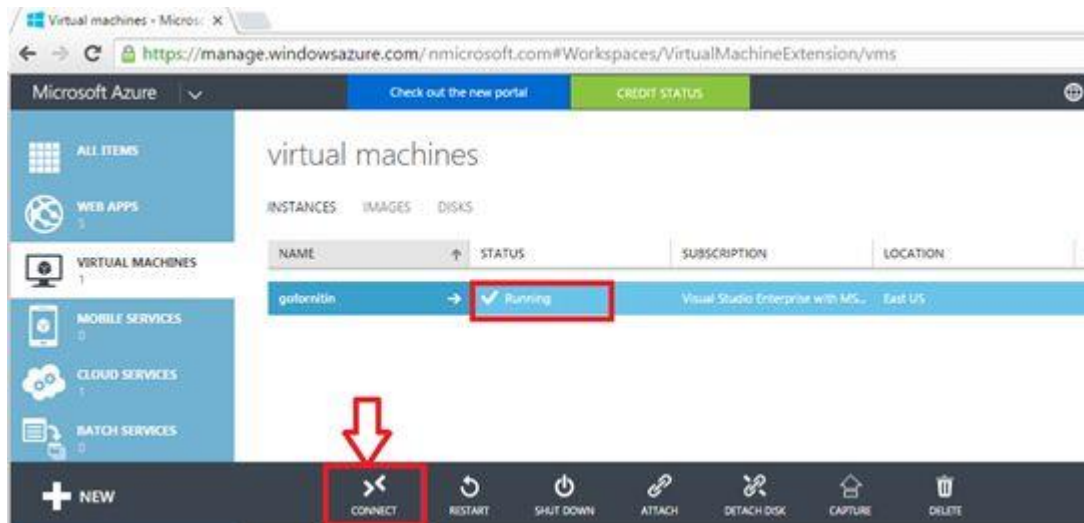 Virtual machines - Micros
https://manage.windowsazure.com/nmicrosoft.com#Workspaces/VirtualMachineExtension/vms
Microsoft Azure
Check out the new portal
CREDIT STATUS
ALL ITEMS
WEB APPS
5
VIRTUAL MACHINES
1
MOBILE SERVICES
0
CLOUD SERVICES
1
BATCH SERVICES
0
virtual machines
INSTANCES IMAGES DISKS
NAME STATUS SUBSCRIPTION LOCATION
gofornitin Running Visual Studio Enterprise with MS... East US
NEW
CONNECT
RESTART
SHUT DOWN
ATTACH
DETACH DISK
CAPTURE
DELETE